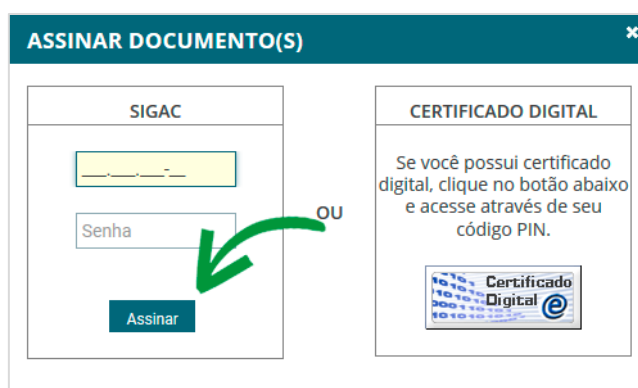 ASSINAR DOCUMENTO(S)
SIGAC
___.___.___-__
Senha
Assinar
OU
CERTIFICADO DIGITAL
Se você possui certificado
digital, clique no botão abaixo
e acesse através de seu
código PIN.
Certificado
Digital